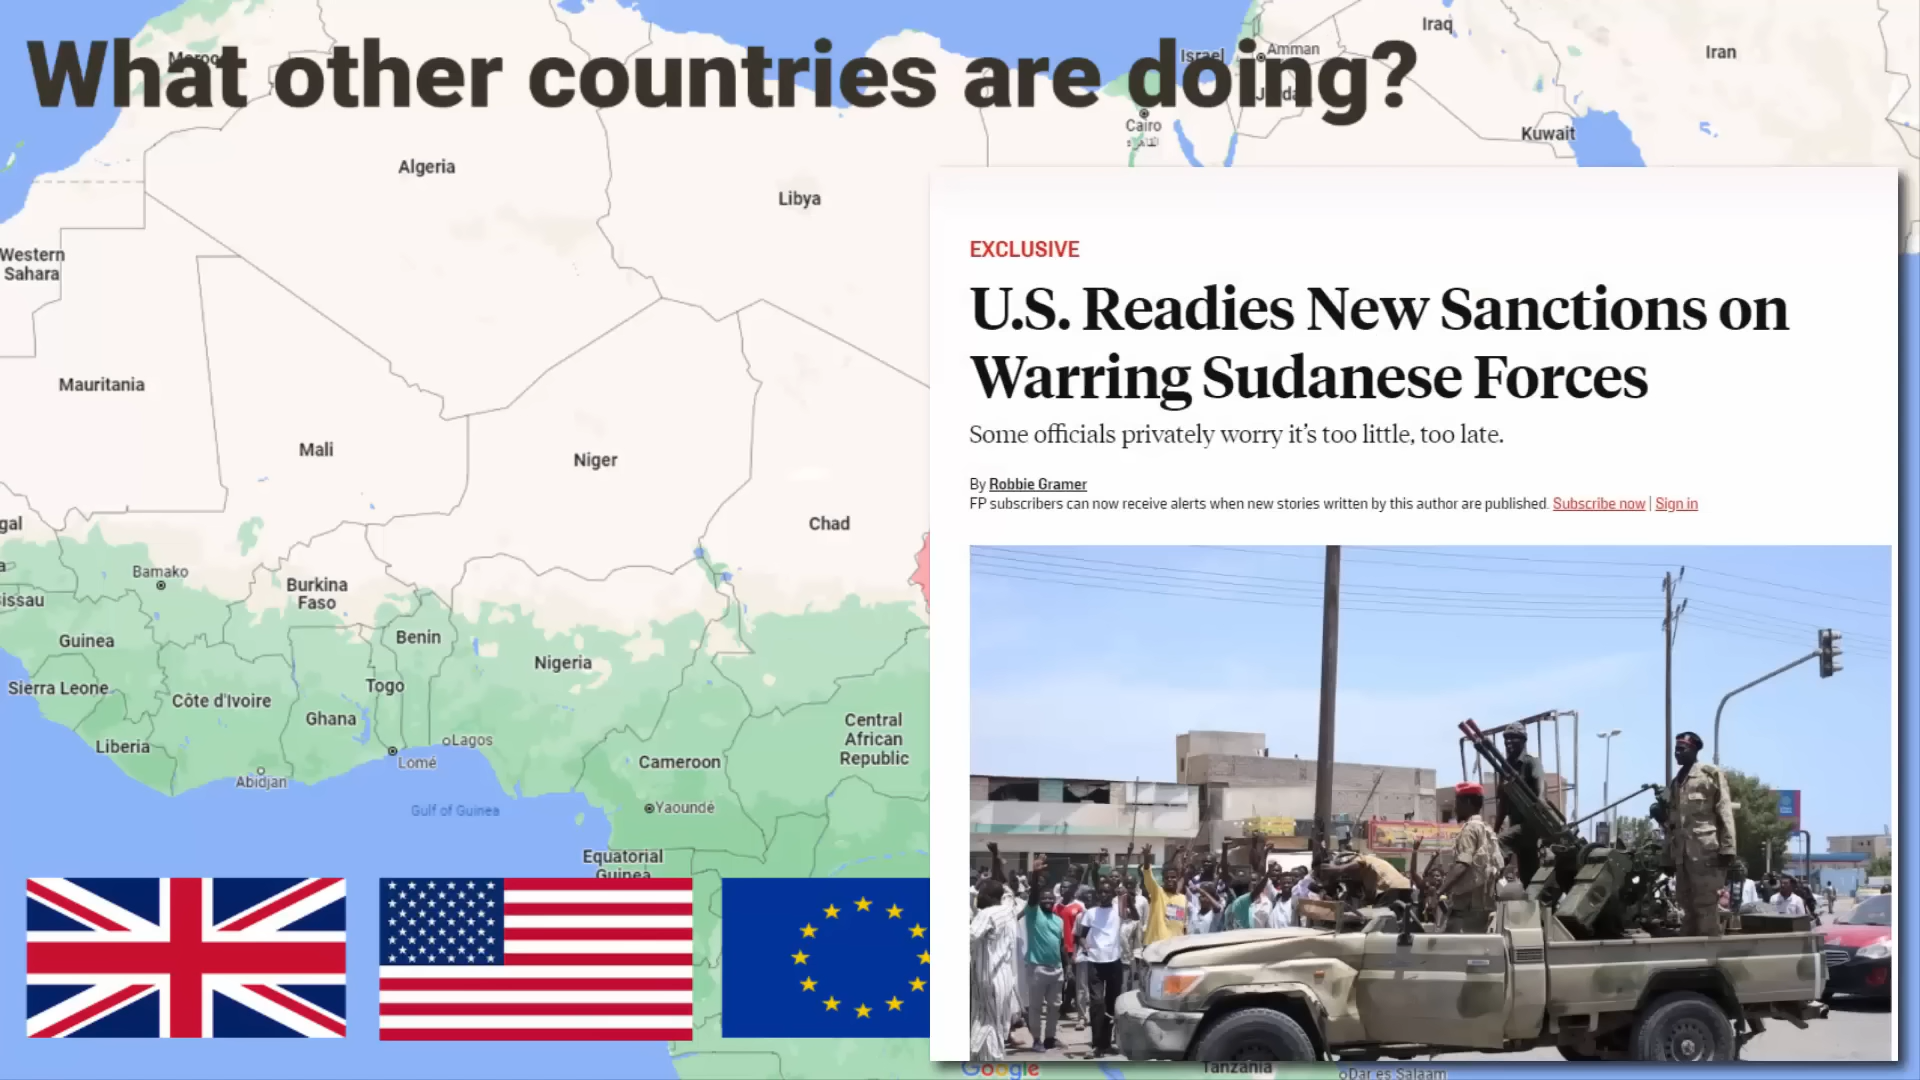 What other countries are doing?
Iraq
Israel
Amman
Iran
Cairo
Kuwait
Algeria
Libya
Western
Sahara
EXCLUSIVE
U.S. Readies New Sanctions on
Warring Sudanese Forces
Some officials privately worry it's too little, too late.
By Robbie Gramer
FP subscribers can now receive alerts when new stories written by this author are published. Subscribe now | Sign in
Mauritania
Mali
Niger
Chad
gal
Bamako
Burkina
Faso
issau
Guinea
Benin
Nigeria
Sierra Leone
Côte d'Ivoire
Togo
Ghana
Central
African
Republic
Liberia
Lagos
Lomé
Cameroon
Abidjan
Gulf of Guinea
Yaoundé
Equatorial
Guinea
Google
Tanzania
Dar es Salaam